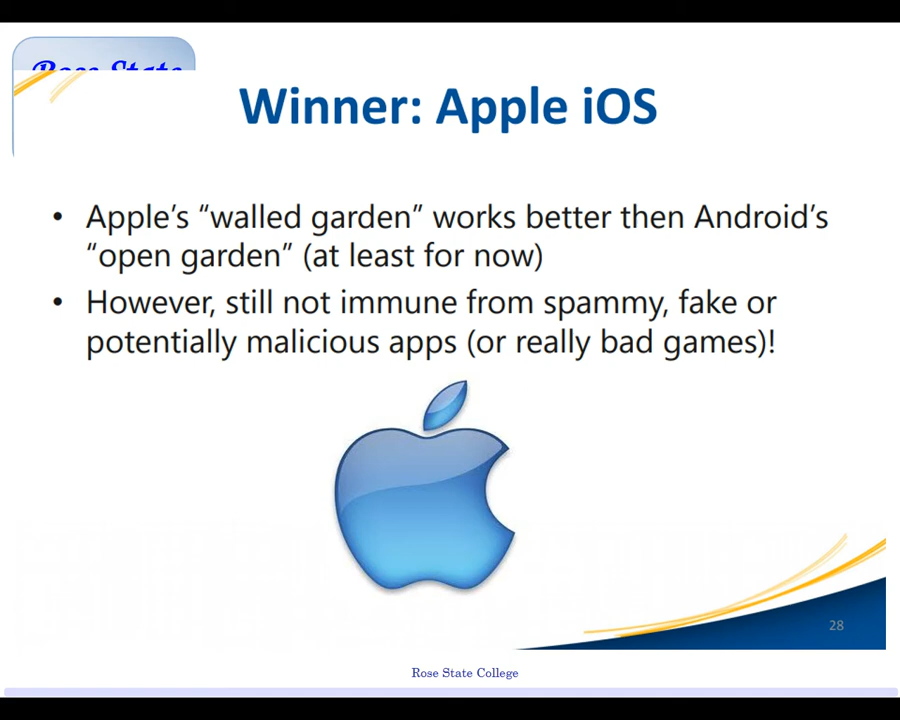 Rose State
Winner: Apple iOS
• Apple's “walled garden” works better then Android's
“open garden” (at least for now)
• However, still not immune from spammy, fake or
potentially malicious apps (or really bad games)!
28
Rose State College